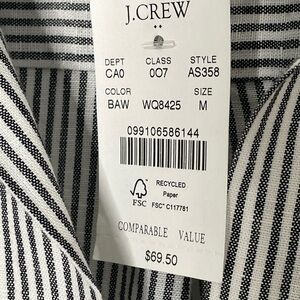 J.CREW
DEPT CLASS STYLE
CA0 007 AS358
COLOR SIZE
BAW WQ8425 M
099106586144
FSC
RECYCLED
Paper
FSC® C117781
COMPARABLE VALUE
$69.50